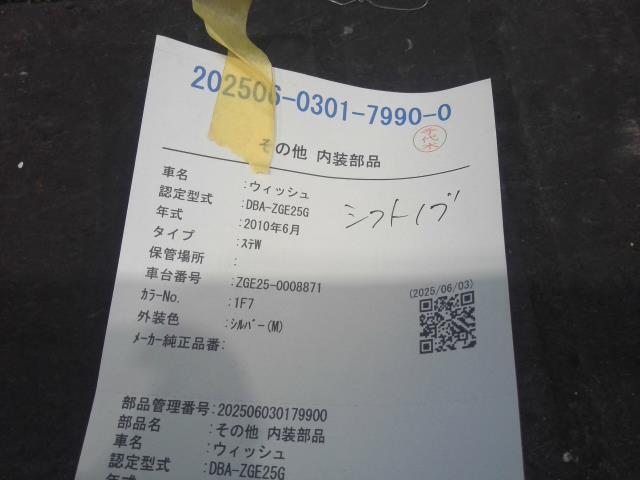 202506-0301-7990-0
千代木
その他 内装部品
車名 :ウィッシュ
認定型式 :DBA-ZGE25G
シフトノブ
年式 :2010年6月
タイプ :ｽﾃW
保管場所 :
車台番号 :ZGE25-0008871
(2025/06/03)
ｶﾗｰNo. :1F7
外装色 :ｼﾙﾊﾞｰ(M)
ﾒｰｶｰ純正品番:
部品管理番号:202506030179900
部品名 :その他 内装部品
車名 :ウィッシュ
認定型式 :DBA-ZGE25G